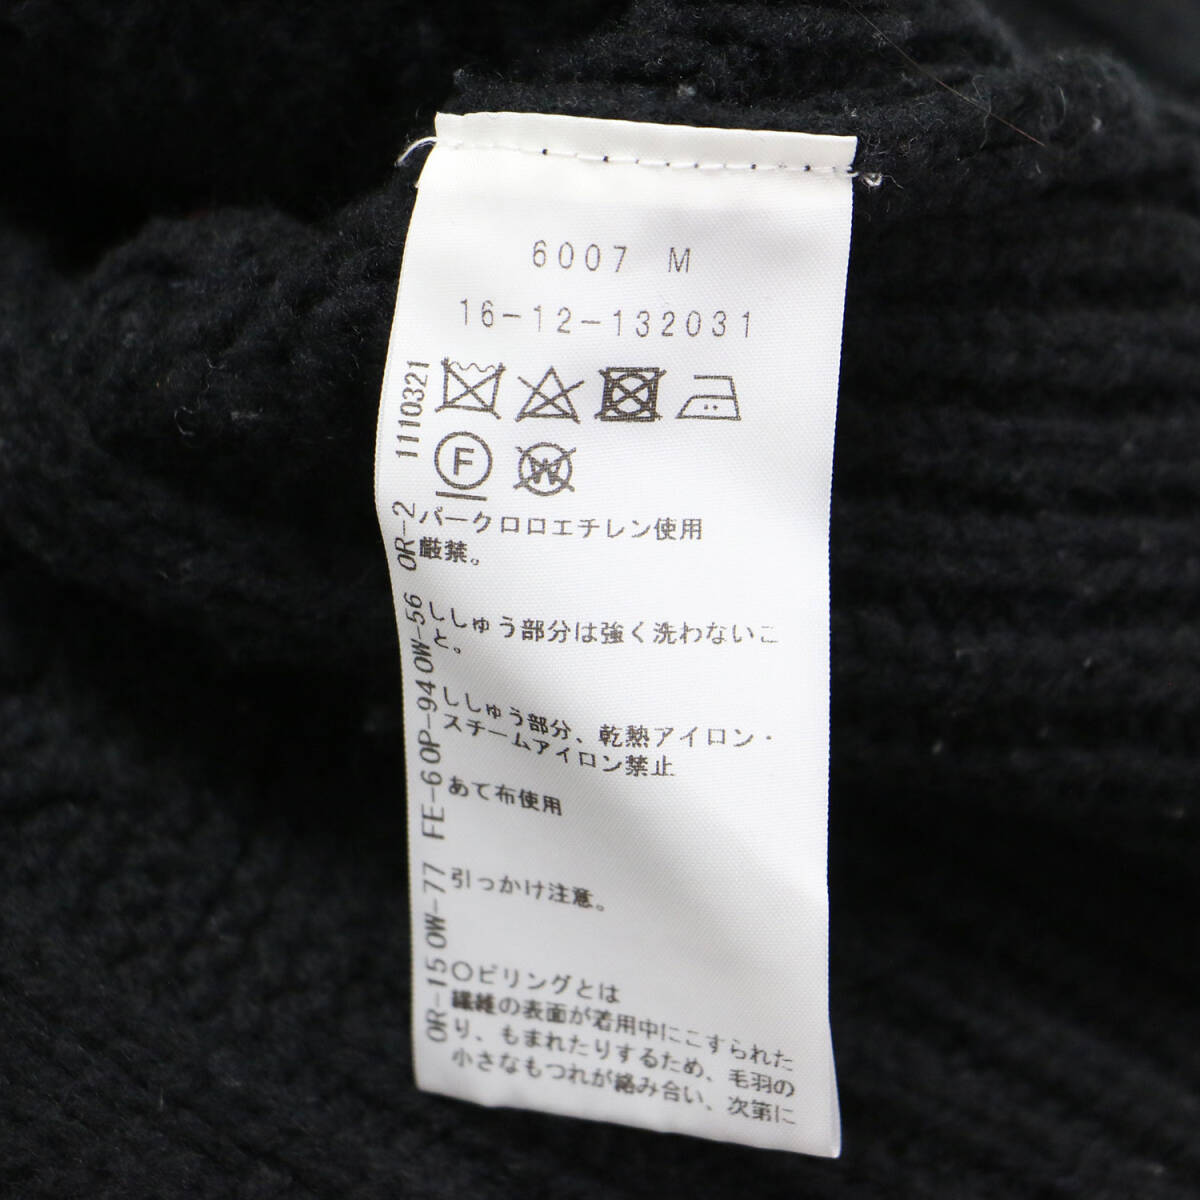 6007 M
16-12-132031
F
W
パークロロエチレン使用
厳禁。
ししゅう部分は強く洗わないこ
と。
ししゅう部分、乾熱アイロン・
スチームアイロン禁止
あて布使用
引っかけ注意。
〇ピリングとは
繊維の表面が着用中にこすられた
り、もまれたりするため、毛羽の
小さなもつれが絡み合い、次第に
OR-15 OW-77 FE-6 OP-94 OW-56 OR-2 1110321